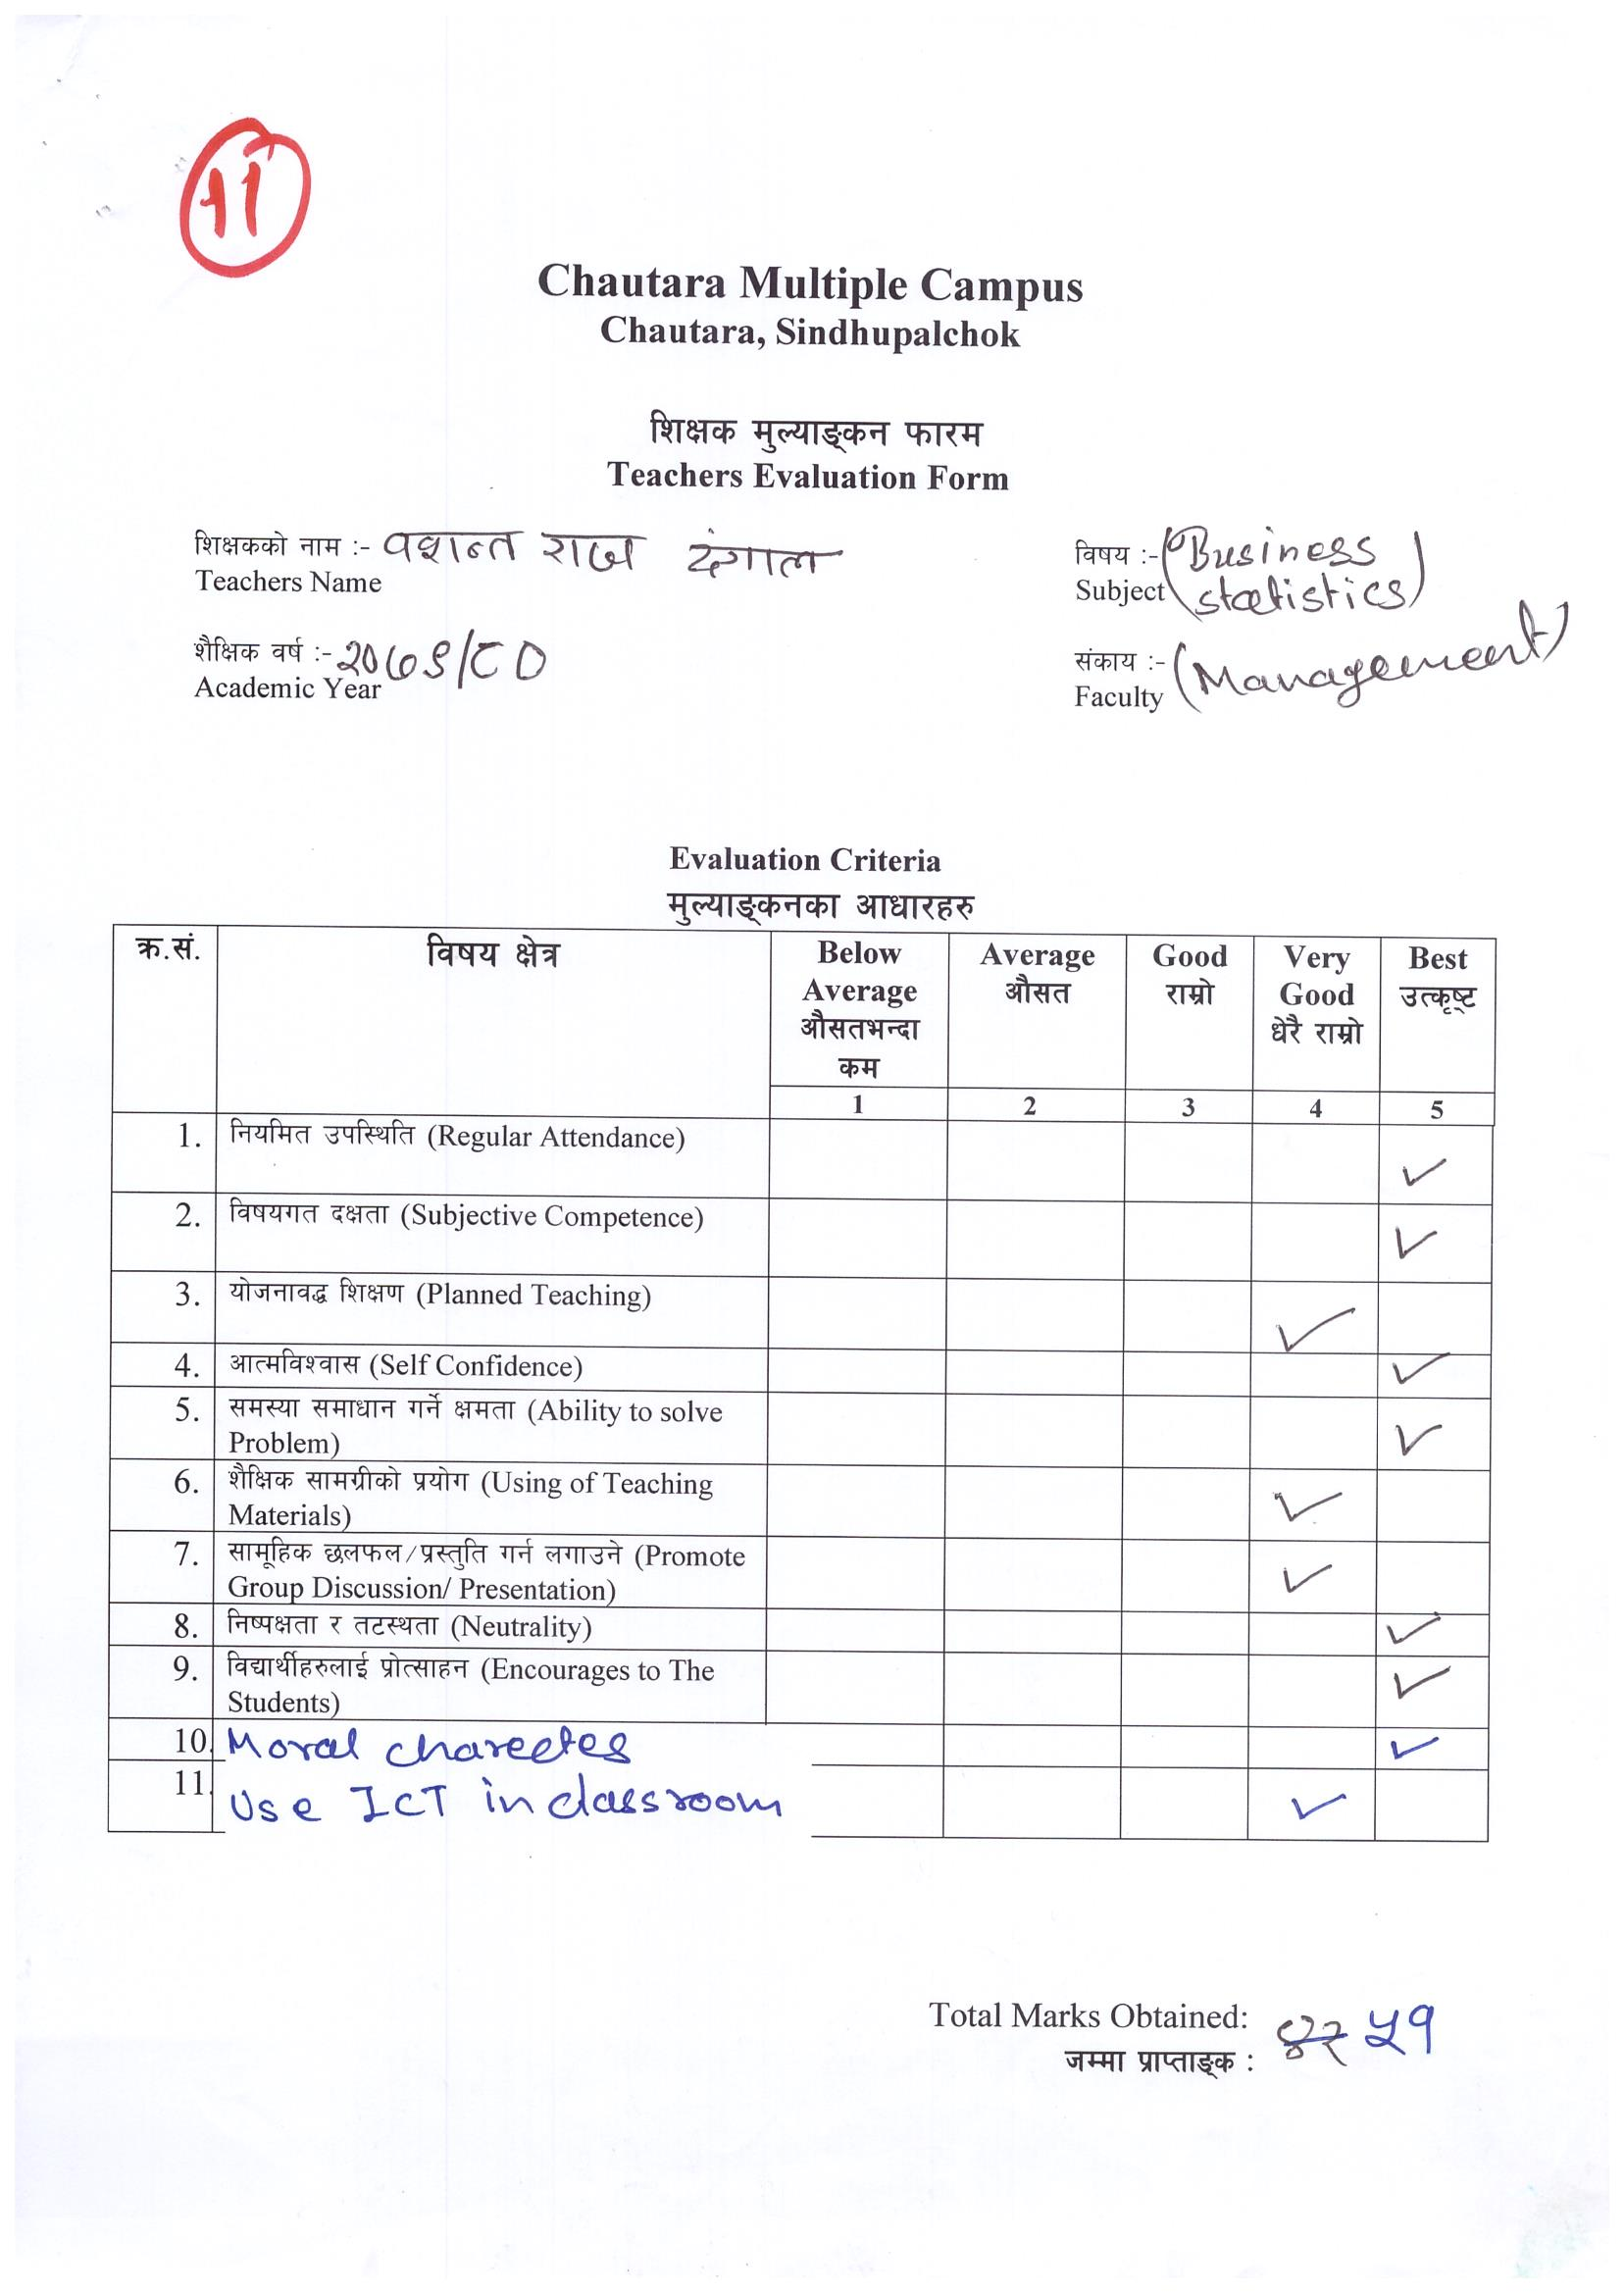 ११
Chautara Multiple Campus
Chautara, Sindhupalchok
शिक्षक मुल्याङ्कन फारम
Teachers Evaluation Form
शिक्षकको नाम :- वशन्त राज दंगाल
Teachers Name
विषय :- (Business
Subject statistics)
शैक्षिक वर्ष :- २०७९/८०
Academic Year
संकाय :- (Management)
Faculty
Evaluation Criteria
मुल्याङ्कनका आधारहरु
क्र.सं. विषय क्षेत्र Below Average औसतभन्दा कम Average औसत Good राम्रो Very Good धेरै राम्रो Best उत्कृष्ट
1 2 3 4 5
1. नियमित उपस्थिति (Regular Attendance) ✓
2. विषयगत दक्षता (Subjective Competence) ✓
3. योजनावद्ध शिक्षण (Planned Teaching) ✓
4. आत्मविश्वास (Self Confidence) ✓
5. समस्या समाधान गर्ने क्षमता (Ability to solve
Problem) ✓
6. शैक्षिक सामग्रीको प्रयोग (Using of Teaching
Materials) ✓
7. सामूहिक छलफल/प्रस्तुति गर्न लगाउने (Promote
Group Discussion/ Presentation) ✓
8. निष्पक्षता र तटस्थता (Neutrality) ✓
9. विद्यार्थीहरुलाई प्रोत्साहन (Encourages to The
Students) ✓
10. Moral charectes ✓
11. Use ICT in classroom ✓
Total Marks Obtained: ४२ ५१
जम्मा प्राप्ताङ्क :